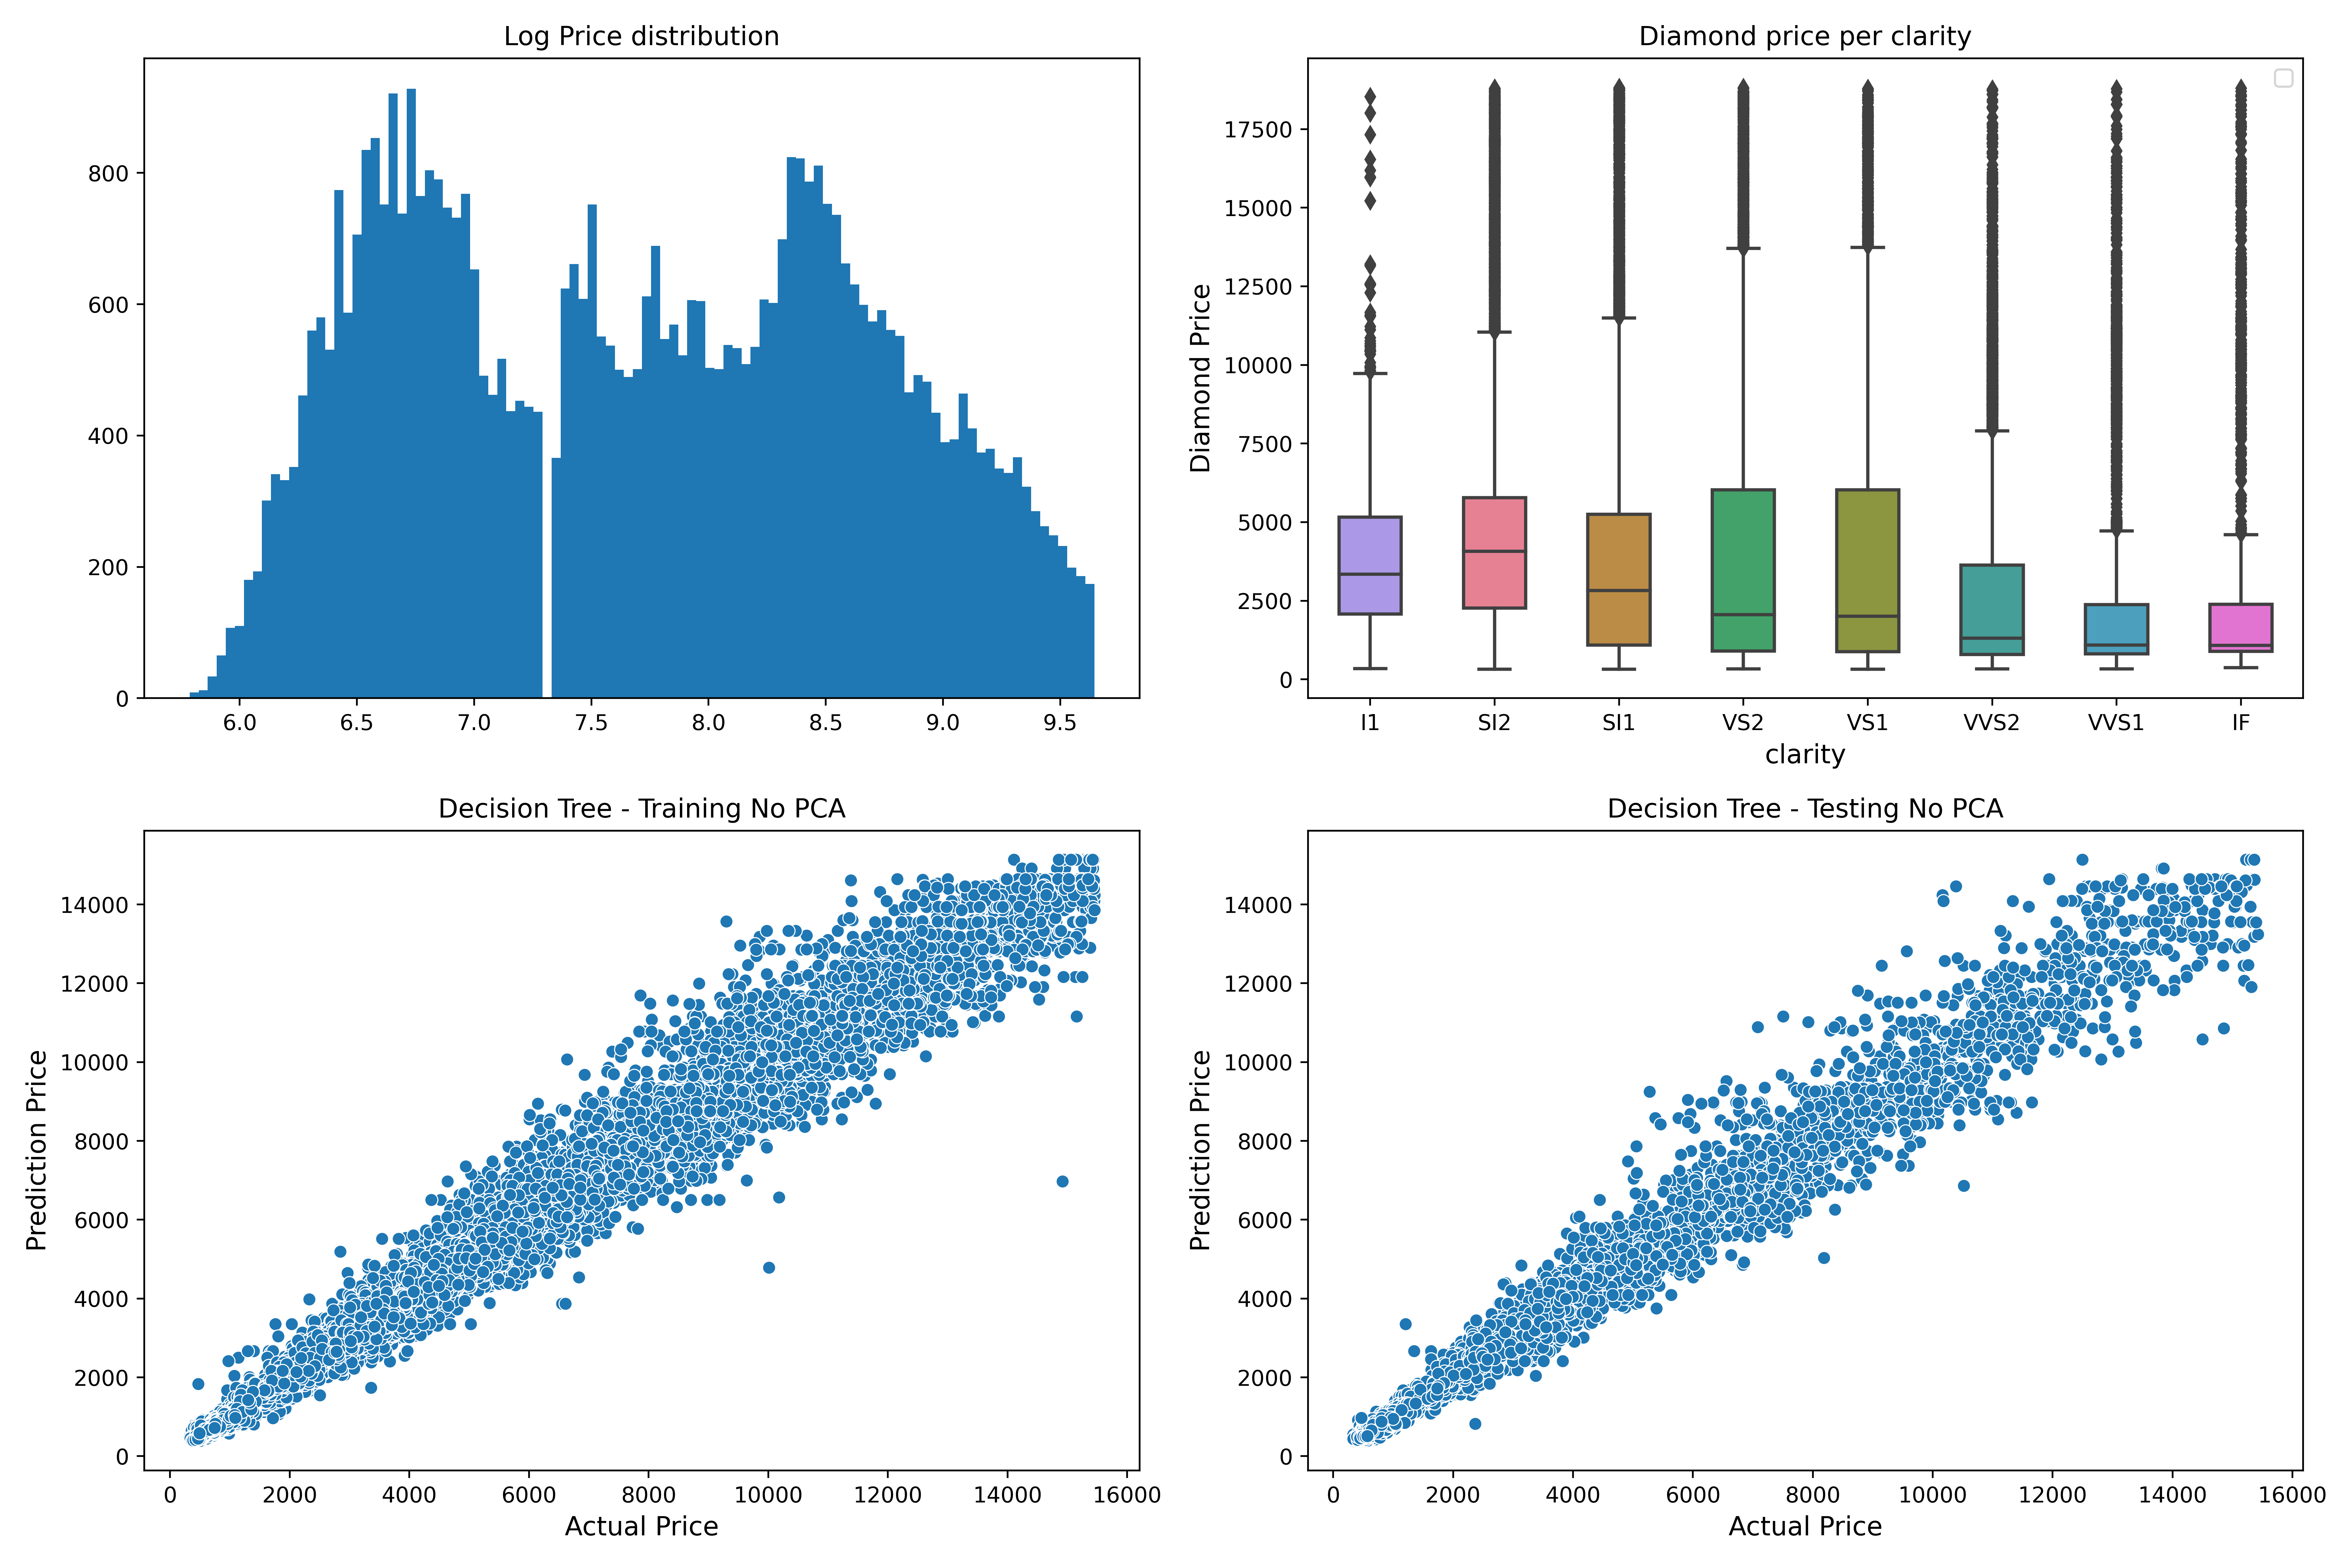 Log Price distribution
800
600
400
200
0
6.0 6.5 7.0 7.5 8.0 8.5 9.0 9.5
Diamond price per clarity
Diamond Price
17500
15000
12500
10000
7500
5000
2500
0
I1 SI2 SI1 VS2 VS1 VVS2 VVS1 IF
clarity
Decision Tree - Training No PCA
Prediction Price
14000
12000
10000
8000
6000
4000
2000
0
0 2000 4000 6000 8000 10000 12000 14000 16000
Actual Price
Decision Tree - Testing No PCA
Prediction Price
14000
12000
10000
8000
6000
4000
2000
0
0 2000 4000 6000 8000 10000 12000 14000 16000
Actual Price